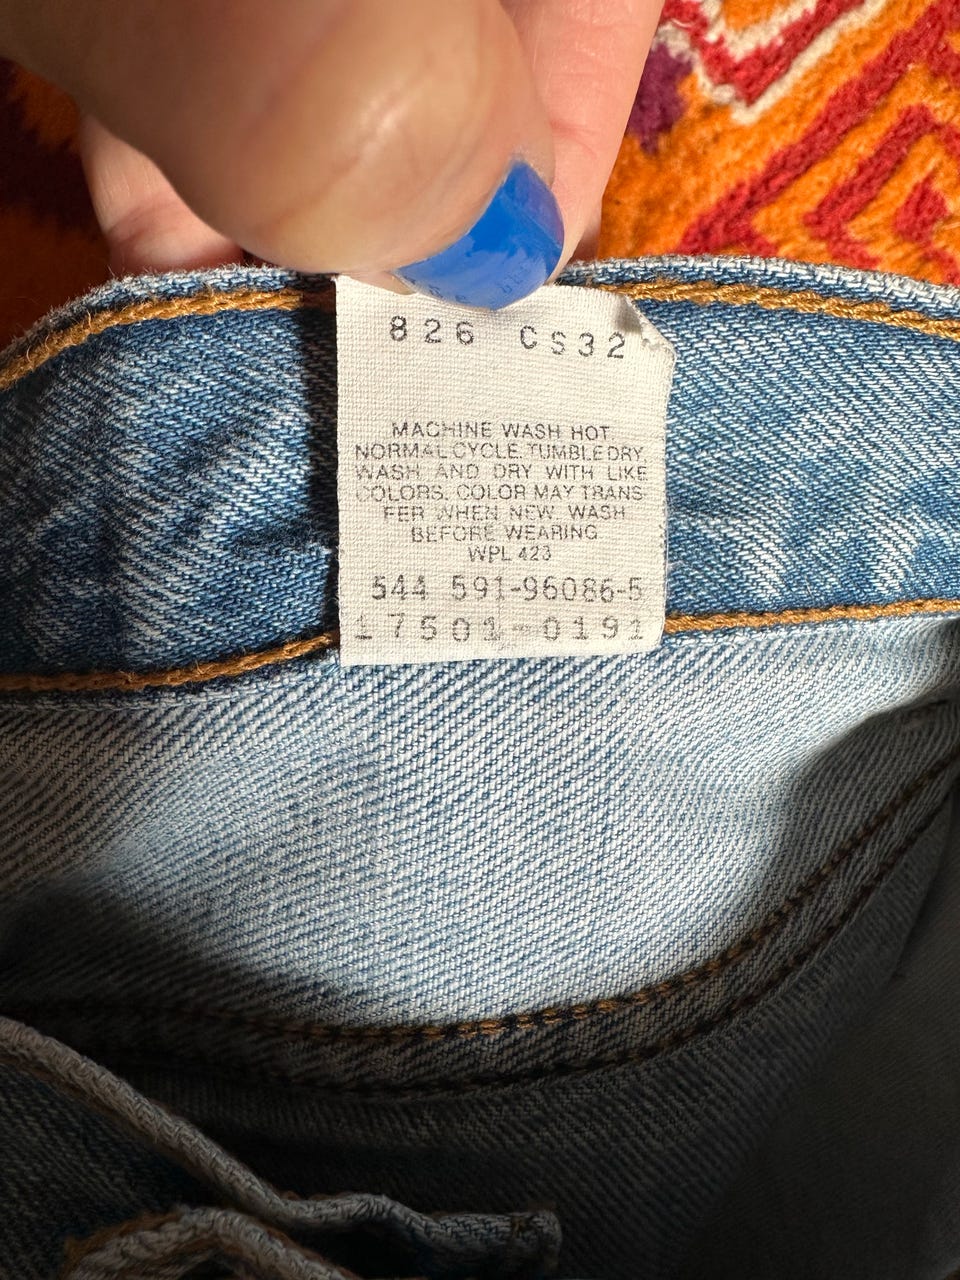 826 CS32
MACHINE WASH HOT
NORMAL CYCLE. TUMBLE DRY.
WASH AND DRY WITH LIKE
COLORS. COLOR MAY TRANS
FER WHEN NEW WASH
BEFORE WEARING
WPL 423
544 591-96086-5
17501-0191